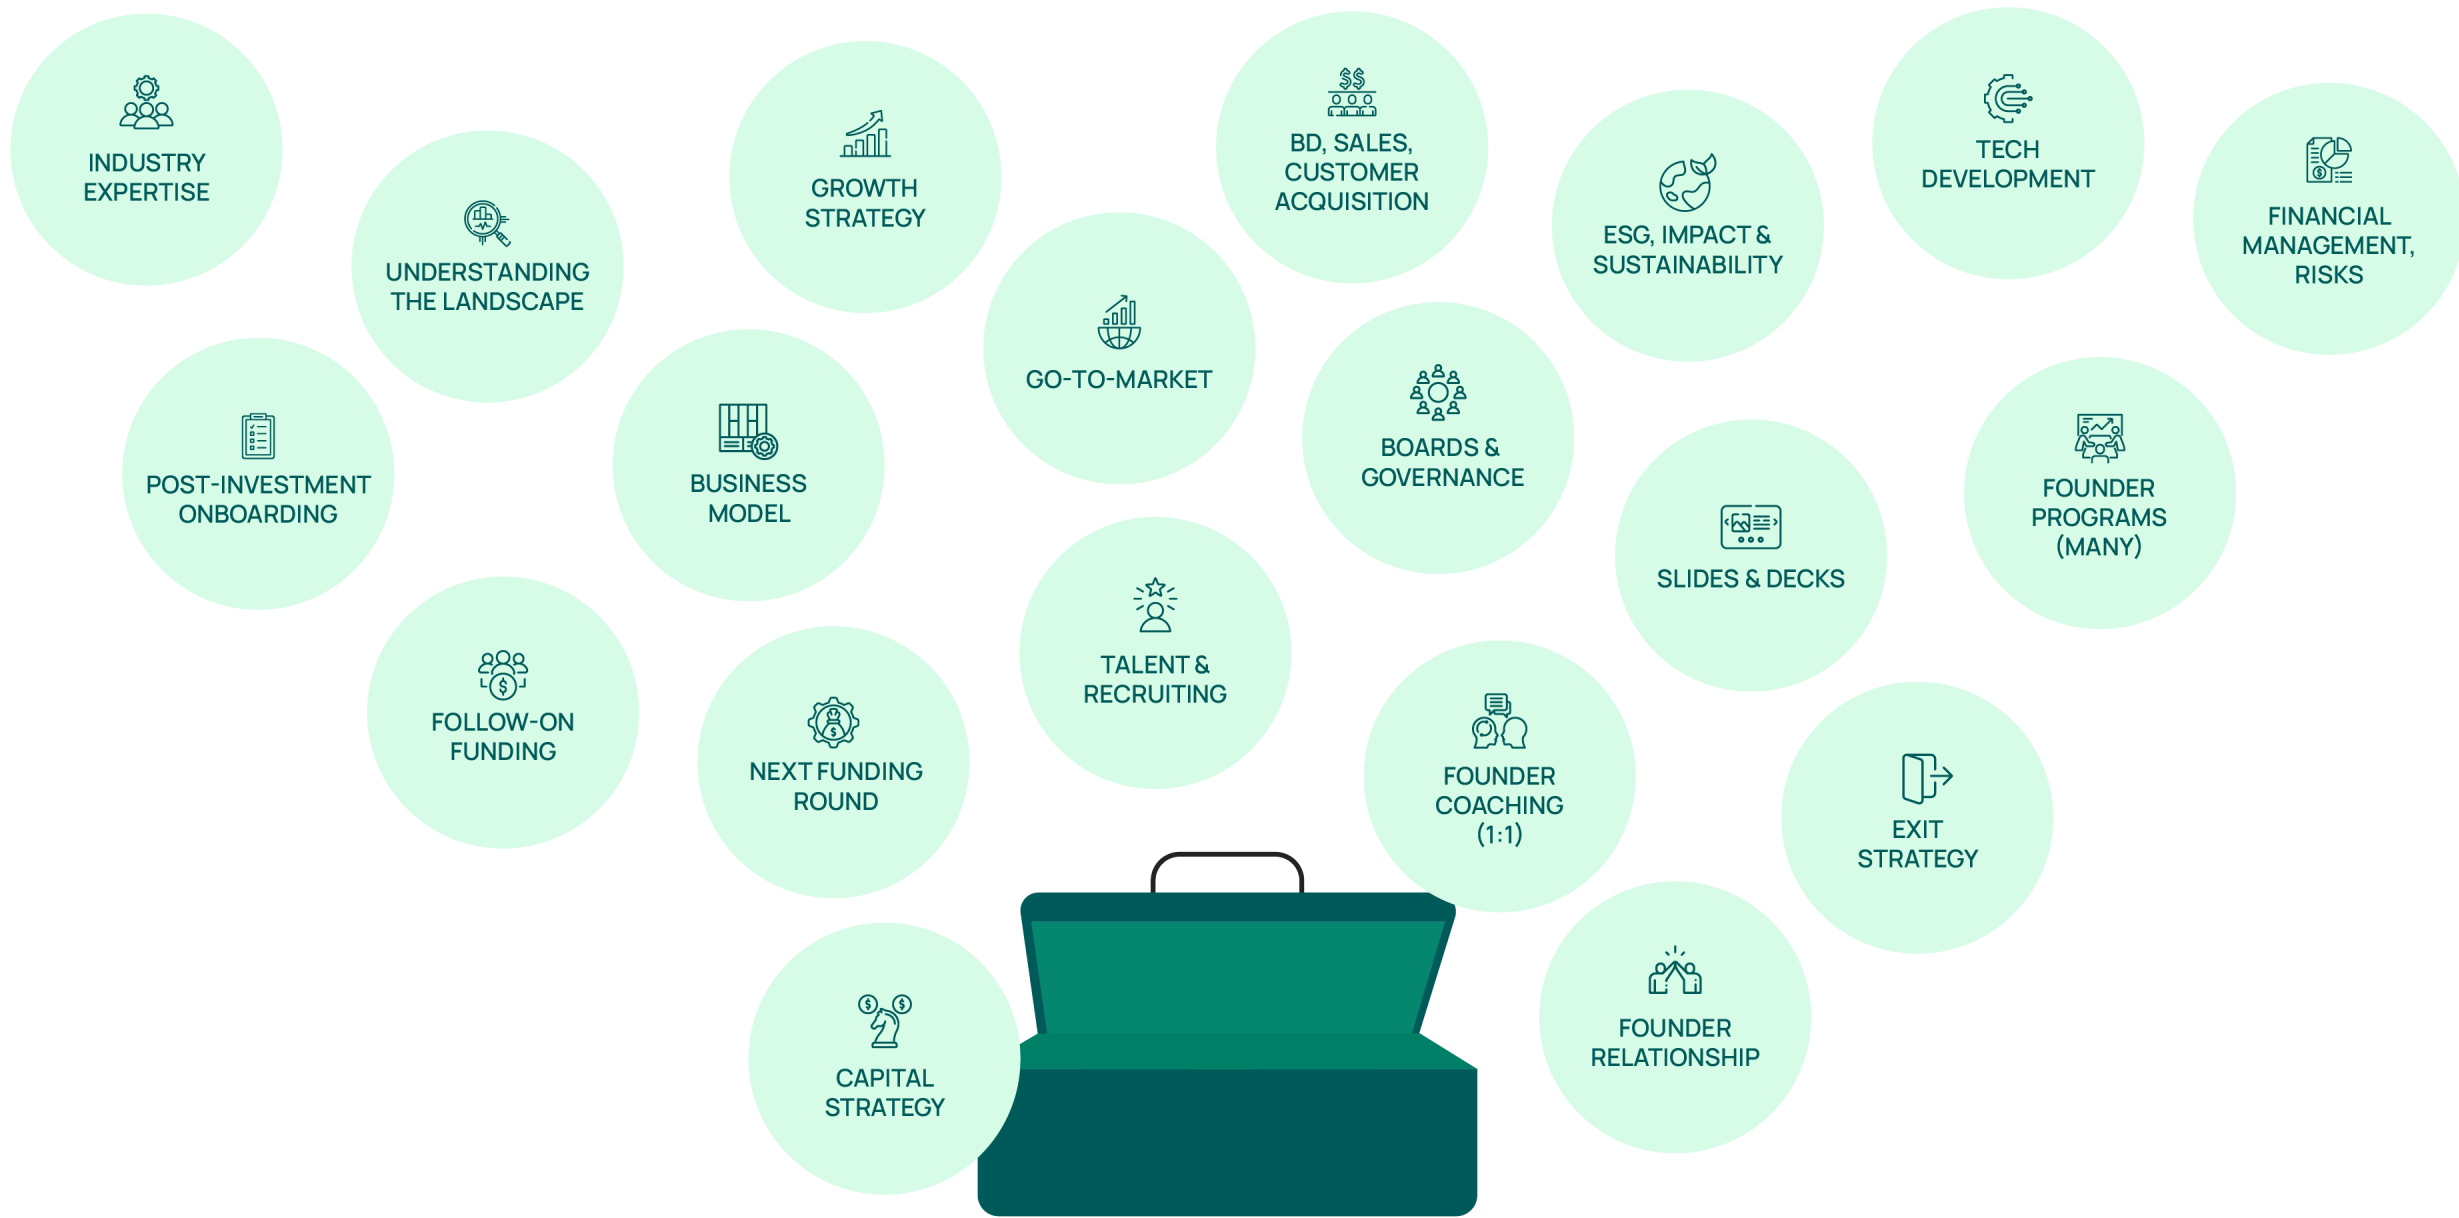 INDUSTRY
EXPERTISE
UNDERSTANDING
THE LANDSCAPE
GROWTH
STRATEGY
BD, SALES,
CUSTOMER
ACQUISITION
ESG, IMPACT &
SUSTAINABILITY
TECH
DEVELOPMENT
FINANCIAL
MANAGEMENT,
RISKS
POST-INVESTMENT
ONBOARDING
BUSINESS
MODEL
GO-TO-MARKET
BOARDS &
GOVERNANCE
SLIDES & DECKS
FOUNDER
PROGRAMS
(MANY)
FOLLOW-ON
FUNDING
NEXT FUNDING
ROUND
TALENT &
RECRUITING
FOUNDER
COACHING
(1:1)
EXIT
STRATEGY
CAPITAL
STRATEGY
FOUNDER
RELATIONSHIP